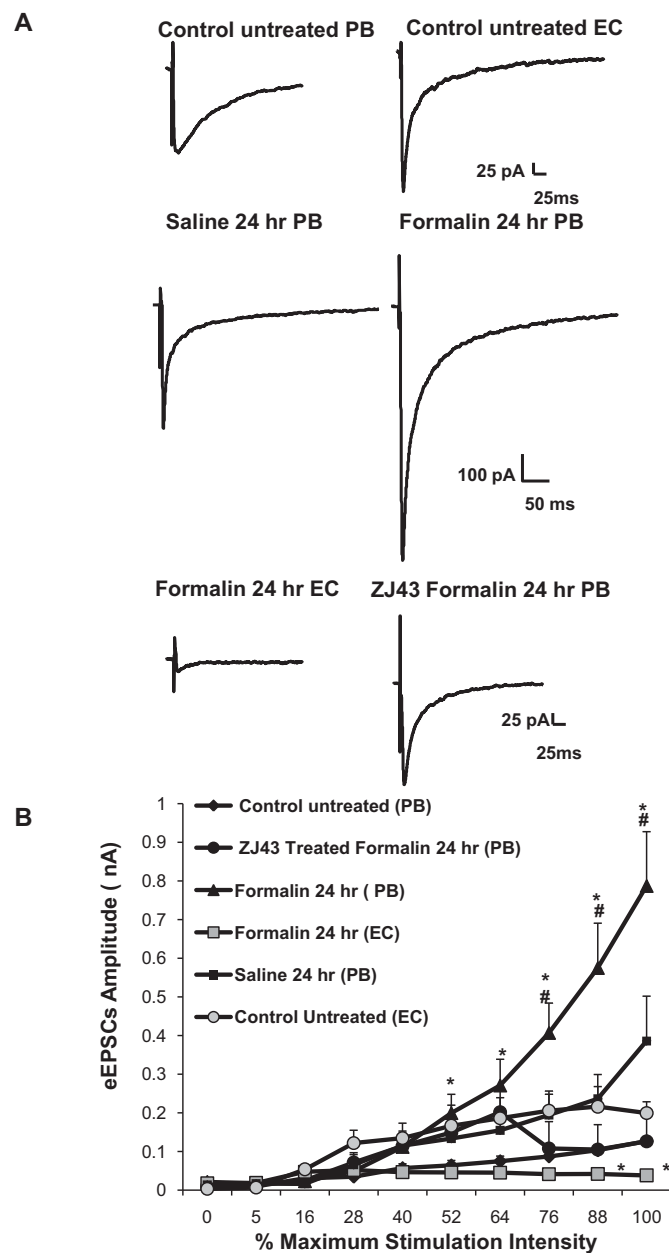 A
Control untreated PB
Control untreated EC
25 pA
25ms
Saline 24 hr PB
Formalin 24 hr PB
100 pA
50 ms
Formalin 24 hr EC
ZJ43 Formalin 24 hr PB
25 pA
25ms
B
eEPSCs Amplitude ( nA)
1
0.9
0.8
0.7
0.6
0.5
0.4
0.3
0.2
0.1
0
Control untreated (PB)
ZJ43 Treated Formalin 24 hr (PB)
Formalin 24 hr ( PB)
Formalin 24 hr (EC)
Saline 24 hr (PB)
Control Untreated (EC)
*
#
*
#
*
#
*
*
*
*
0 5 16 28 40 52 64 76 88 100
% Maximum Stimulation Intensity